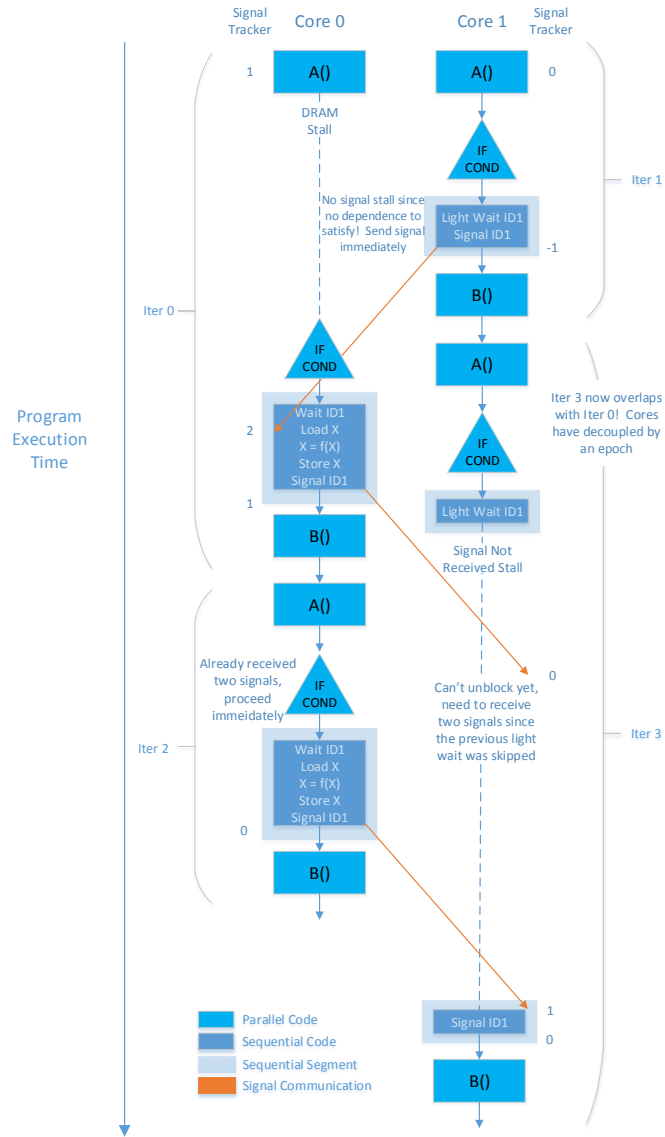 Signal
Tracker
Core 0
Core 1
Signal
Tracker
1
A()
A()
0
DRAM
Stall
IF
COND
Iter 1
No signal stall since
no dependence to
satisfy! Send signal
immediately
Light Wait ID1
Signal ID1
-1
B()
Iter 0
IF
COND
A()
Iter 3 now overlaps
with Iter 0! Cores
have decoupled by
an epoch
Program
Execution
Time
2
Wait ID1
Load X
X = f(X)
Store X
Signal ID1
IF
COND
1
Light Wait ID1
B()
Signal Not
Received Stall
A()
Already received
two signals,
proceed
immeidately
IF
COND
0
Can't unblock yet,
need to receive
two signals since
the previous light
wait was skipped
Iter 2
Iter 3
Wait ID1
Load X
X = f(X)
Store X
Signal ID1
0
B()
Signal ID1
1
0
B()
Parallel Code
Sequential Code
Sequential Segment
Signal Communication